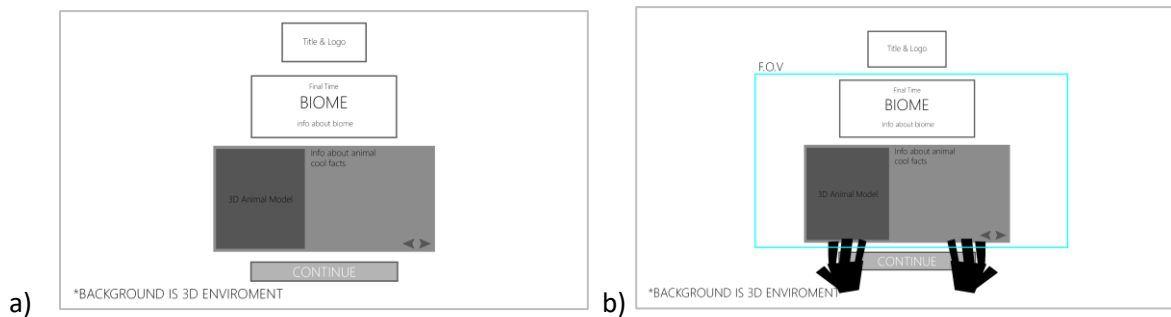 Title & Logo
Final Time
BIOME
info about biome
Info about animal
cool facts
3D Animal Model
CONTINUE
*BACKGROUND IS 3D ENVIROMENT
a)
Title & Logo
F.O.V
Final Time
BIOME
info about biome
Info about animal
cool facts
3D Animal Model
CONTINUE
*BACKGROUND IS 3D ENVIROMENT
b)